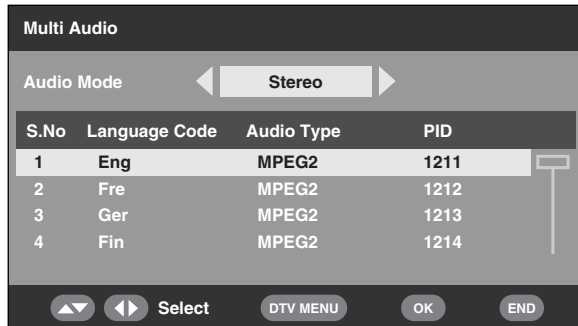 Multi Audio
Audio Mode Stereo
S.No Language Code Audio Type PID
1 Eng MPEG2 1211
2 Fre MPEG2 1212
3 Ger MPEG2 1213
4 Fin MPEG2 1214
Select DTV MENU OK END